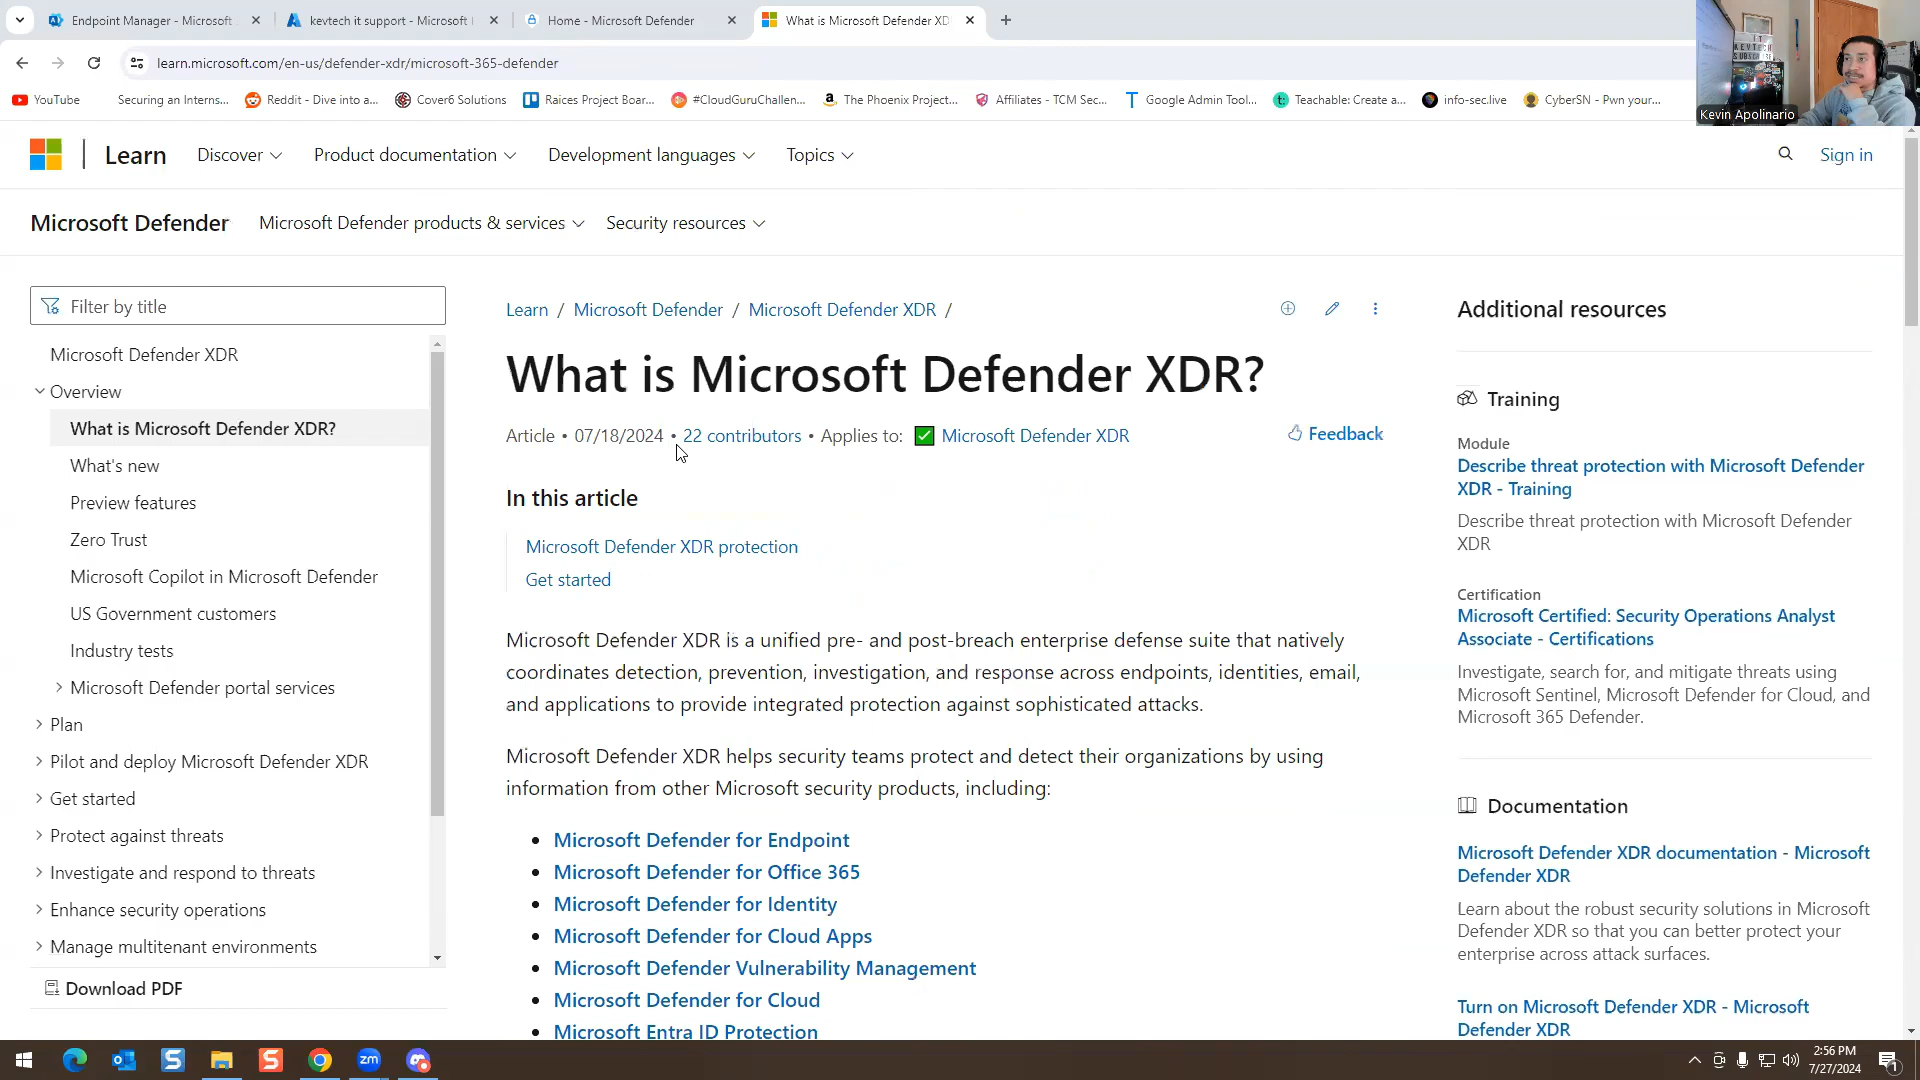 Endpoint Manager - Microsoft
kevtech it support - Microsoft
Home - Microsoft Defender
What is Microsoft Defender XD
learn.microsoft.com/en-us/defender-xdr/microsoft-365-defender
YouTube
Securing an Interns...
Reddit - Dive into a...
Cover6 Solutions
Raices Project Boar...
#CloudGuruChallen...
The Phoenix Project...
Affiliates - TCM Sec...
Google Admin Tool...
Teachable: Create a...
info-sec.live
CyberSN - Pwn your...
Kevin Apolinario
Learn
Discover
Product documentation
Development languages
Topics
Sign in
Microsoft Defender
Microsoft Defender products & services
Security resources
Filter by title
Microsoft Defender XDR
Overview
What is Microsoft Defender XDR?
What's new
Preview features
Zero Trust
Microsoft Copilot in Microsoft Defender
US Government customers
Industry tests
Microsoft Defender portal services
Plan
Pilot and deploy Microsoft Defender XDR
Get started
Protect against threats
Investigate and respond to threats
Enhance security operations
Manage multitenant environments
Download PDF
Learn / Microsoft Defender / Microsoft Defender XDR /
What is Microsoft Defender XDR?
Article • 07/18/2024 • 22 contributors • Applies to: ✅ Microsoft Defender XDR
Feedback
In this article
Microsoft Defender XDR protection
Get started
Microsoft Defender XDR is a unified pre- and post-breach enterprise defense suite that natively
coordinates detection, prevention, investigation, and response across endpoints, identities, email,
and applications to provide integrated protection against sophisticated attacks.
Microsoft Defender XDR helps security teams protect and detect their organizations by using
information from other Microsoft security products, including:
• Microsoft Defender for Endpoint
• Microsoft Defender for Office 365
• Microsoft Defender for Identity
• Microsoft Defender for Cloud Apps
• Microsoft Defender Vulnerability Management
• Microsoft Defender for Cloud
• Microsoft Entra ID Protection
Additional resources
Training
Module
Describe threat protection with Microsoft Defender
XDR - Training
Describe threat protection with Microsoft Defender
XDR
Certification
Microsoft Certified: Security Operations Analyst
Associate - Certifications
Investigate, search for, and mitigate threats using
Microsoft Sentinel, Microsoft Defender for Cloud, and
Microsoft 365 Defender.
Documentation
Microsoft Defender XDR documentation - Microsoft
Defender XDR
Learn about the robust security solutions in Microsoft
Defender XDR so that you can better protect your
enterprise across attack surfaces.
Turn on Microsoft Defender XDR - Microsoft
Defender XDR
zm
2:56 PM
7/27/2024
1